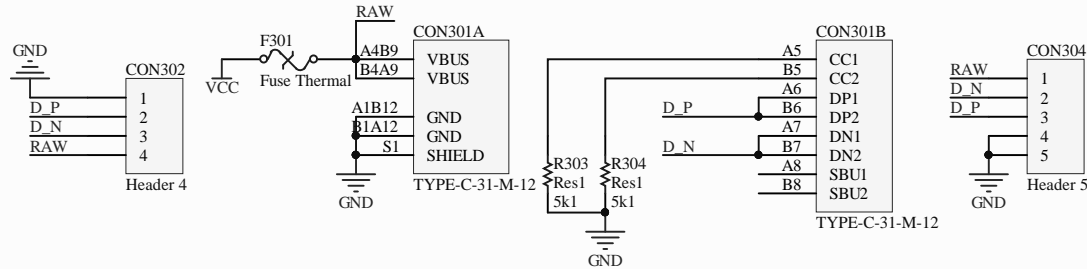 GND
CON302
1
D_P
2
D_N
3
RAW
4
Header 4
RAW
F301
VCC
Fuse Thermal
CON301A
A4B9
VBUS
B4A9
VBUS
A1B12
GND
B1A12
GND
S1
SHIELD
GND
TYPE-C-31-M-12
CON301B
A5
CC1
B5
CC2
A6
DP1
D_P
B6
DP2
A7
DN1
D_N
B7
DN2
A8
SBU1
B8
SBU2
R303
Res1
5k1
R304
Res1
5k1
GND
TYPE-C-31-M-12
CON304
RAW
1
D_N
2
D_P
3
4
5
GND
Header 5